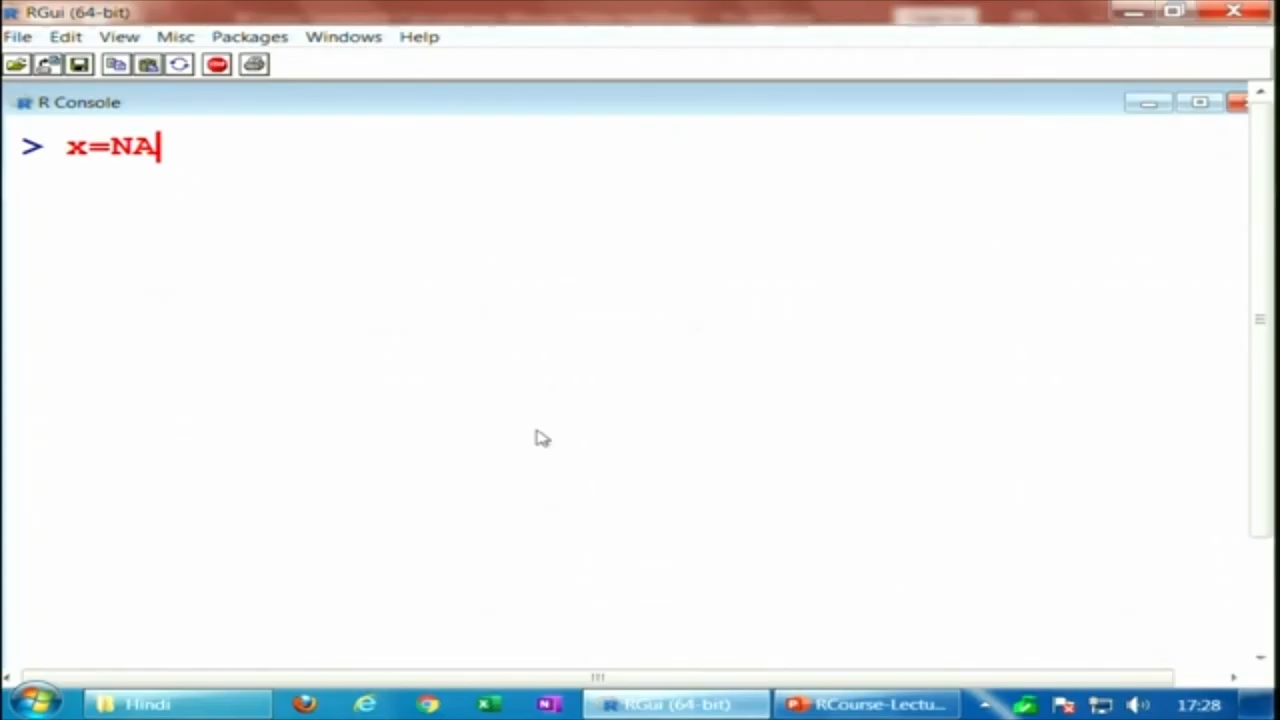 RGui (64-bit)
File Edit View Misc Packages Windows Help
STOP
R Console
> x=NA
Hindi
RGui (64-bit)
RCourse-Lectu...
17:28